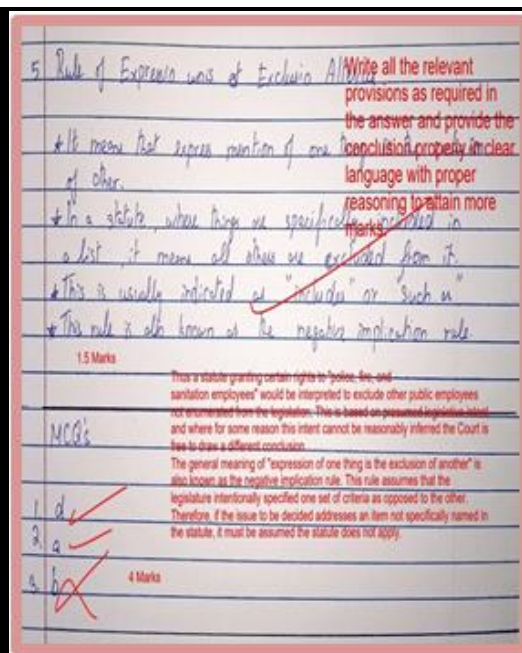 5 Rule of Expresso unis et Exclusio Al
Write all the relevant
provisions as required in
the answer and provide the
conclusion properly in clear
language with proper
reasoning to attain more
marks.
* It means that express mention of one
of other.
* In a statute, where things are specifically included in
a list, it means all others are excluded from it.
* This is usually indicated as "includes" or "such as"
* This rule is also known as the negative implication rule.
1.5 Marks
Thus a statute granting certain rights to "police, fire, and
sanitation employees" would be interpreted to exclude other public employees
not enumerated from the legislation. This is based on presumed legislative intent
and where for some reason this intent cannot be reasonably inferred the Court is
free to draw a different conclusion.
The general meaning of "expression of one thing is the exclusion of another" is
also known as the negative implication rule. This rule assumes that the
legislature intentionally specified one set of criteria as opposed to the other.
Therefore, if the issue to be decided addresses an item not specifically named in
the statute, it must be assumed the statute does not apply.
MCQ's
1. d
2. a
3. b
4 Marks